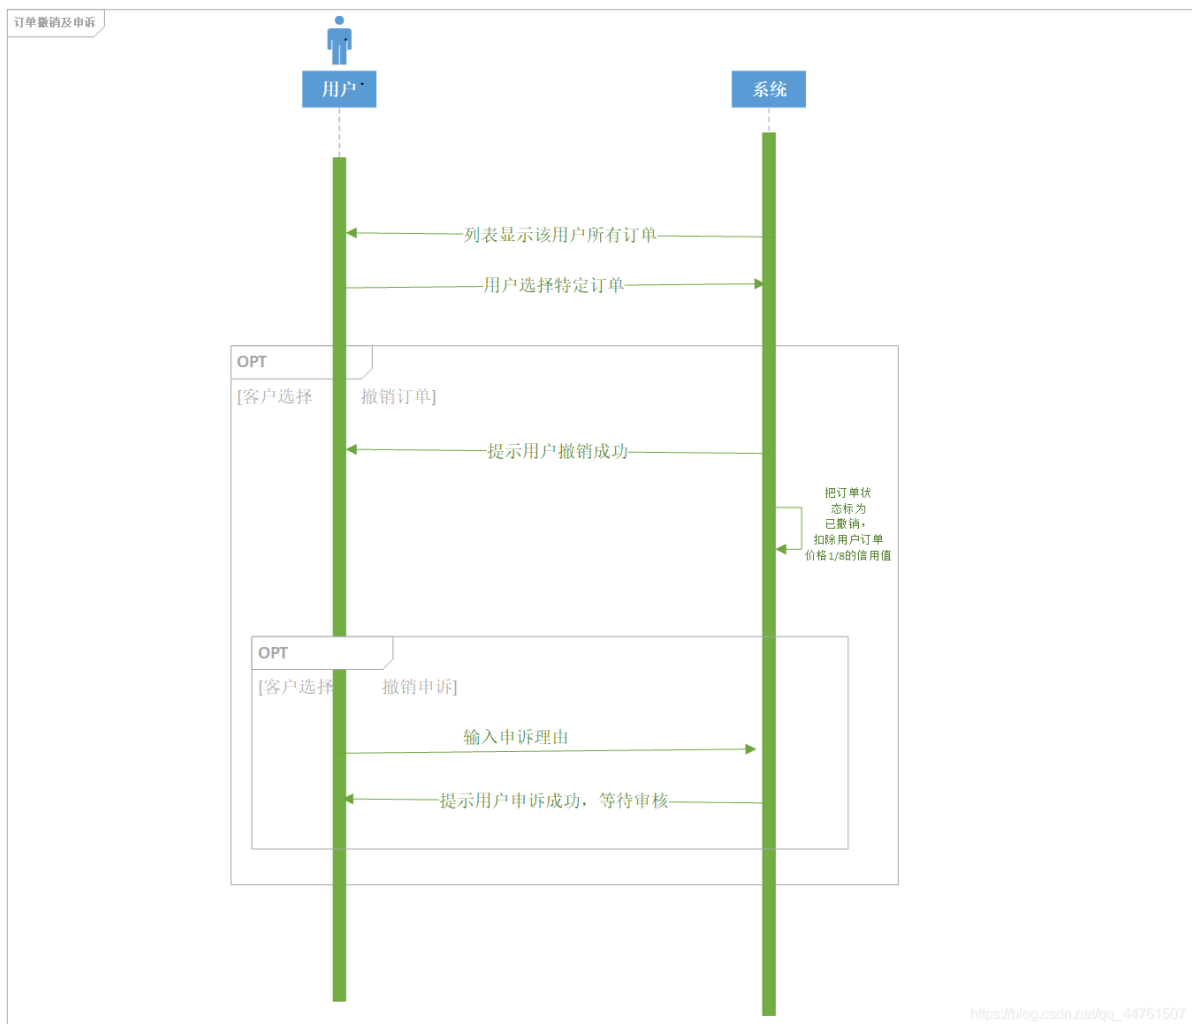 订单撤销及申诉
用户
系统
列表显示该用户所有订单
用户选择特定订单
OPT
[客户选择 撤销订单]
提示用户撤销成功
把订单状
态标为
已撤销，
扣除用户订单
价格1/8的信用值
OPT
[客户选择 撤销申诉]
输入申诉理由
提示用户申诉成功，等待审核
https://blog.csdn.net/qq_44761507